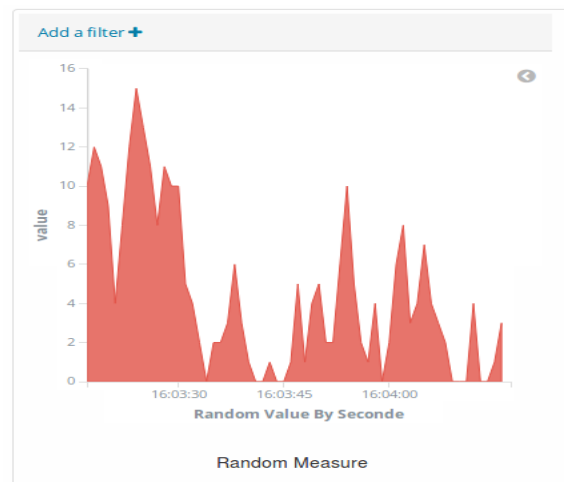 Add a filter +
16
14
12
10
8
6
4
2
0
value
16:03:30 16:03:45 16:04:00
Random Value By Seconde
Random Measure